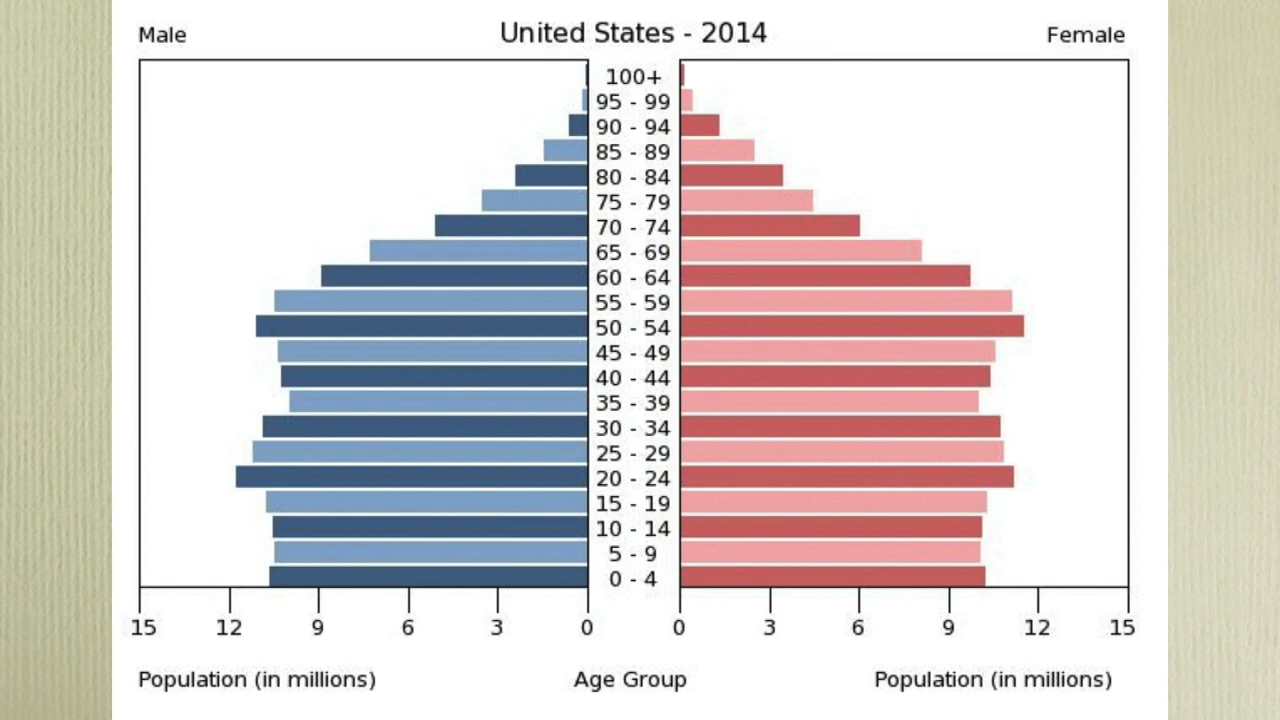 Male United States - 2014 Female
100+
95 - 99
90 - 94
85 - 89
80 - 84
75 - 79
70 - 74
65 - 69
60 - 64
55 - 59
50 - 54
45 - 49
40 - 44
35 - 39
30 - 34
25 - 29
20 - 24
15 - 19
10 - 14
5 - 9
0 - 4
15 12 9 6 3 0 0 3 6 9 12 15
Population (in millions) Age Group Population (in millions)